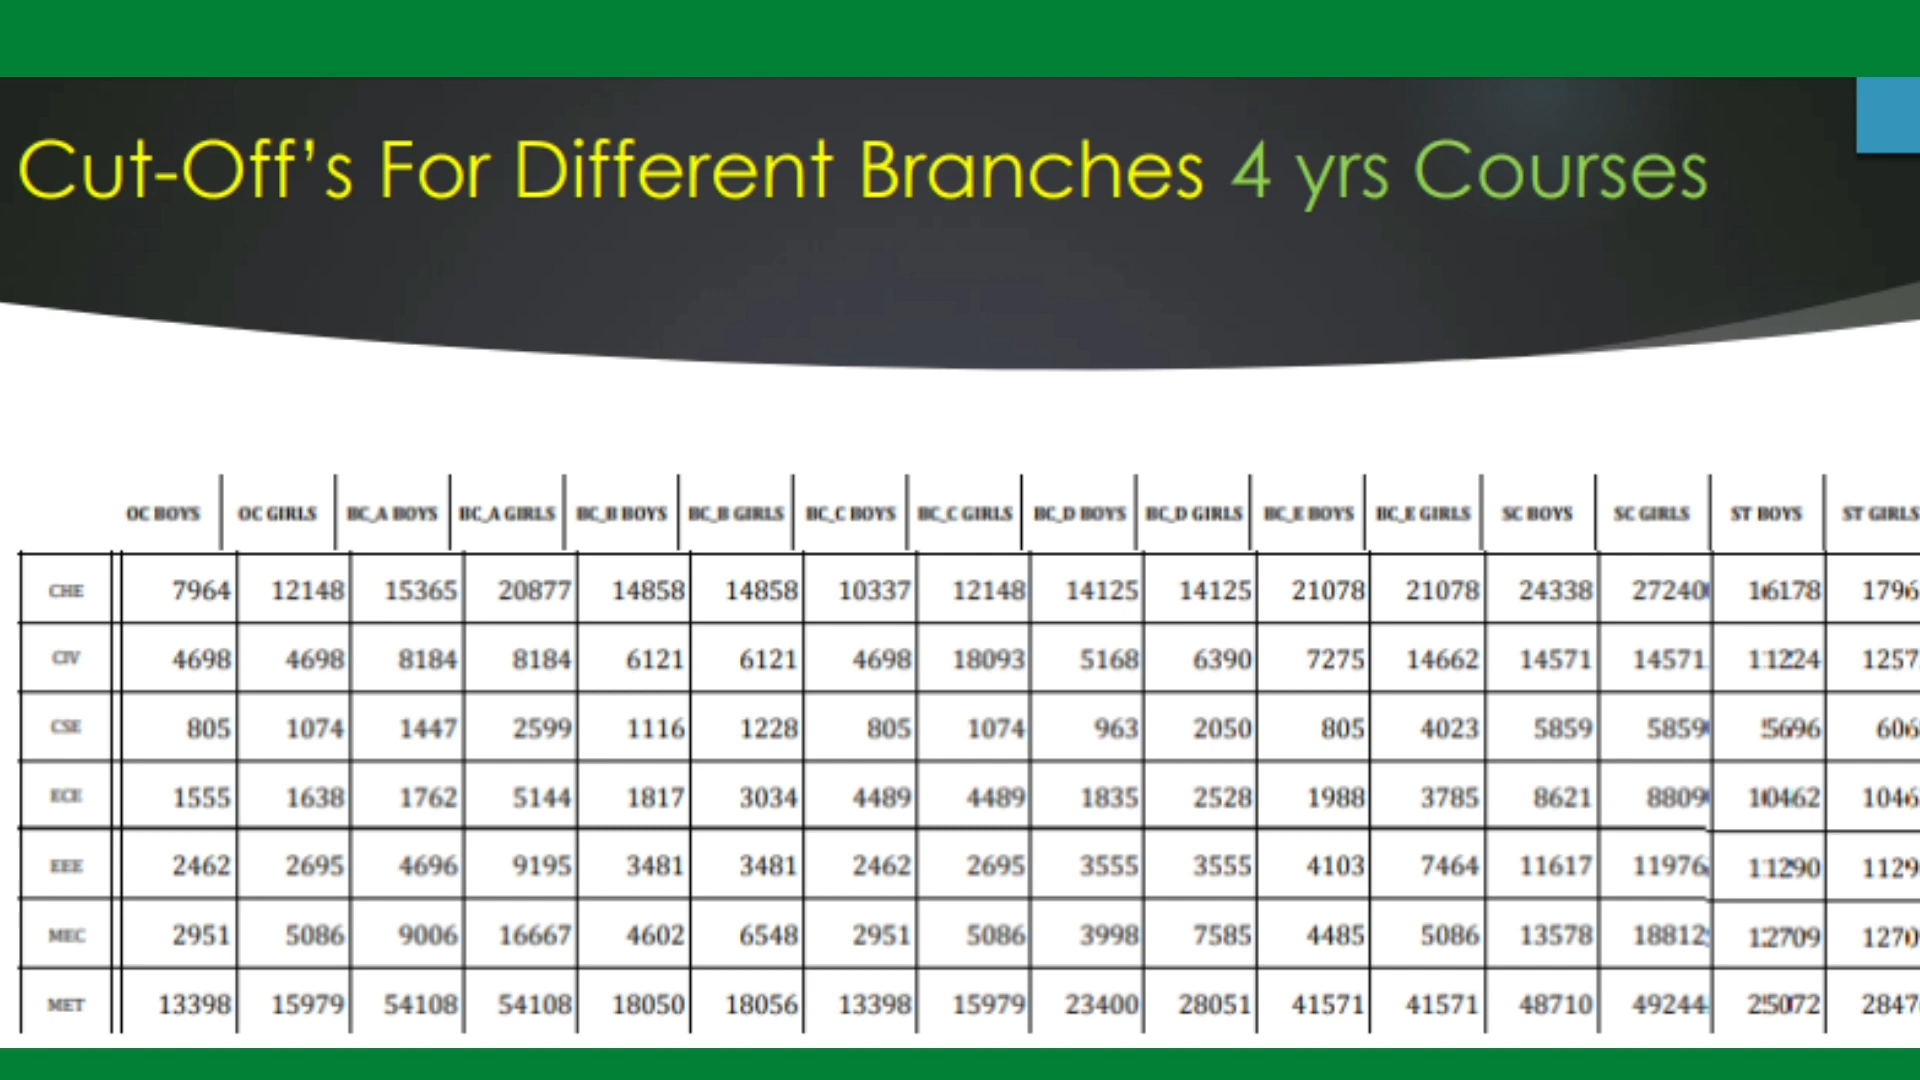 Cut-Off's For Different Branches 4 yrs Courses
OC BOYS OC GIRLS BC_A BOYS BC_A GIRLS BC_B BOYS BC_B GIRLS BC_C BOYS BC_C GIRLS BC_D BOYS BC_D GIRLS BC_E BOYS BC_E GIRLS SC BOYS SC GIRLS ST BOYS ST GIRLS
CHE 7964 12148 15365 20877 14858 14858 10337 12148 14125 14125 21078 21078 24338 27240 16178 1796
CIV 4698 4698 8184 8184 6121 6121 4698 18093 5168 6390 7275 14662 14571 14571 11224 1257
CSE 805 1074 1447 2599 1116 1228 805 1074 963 2050 805 4023 5859 5859 5696 606
ECE 1555 1638 1762 5144 1817 3034 4489 4489 1835 2528 1988 3785 8621 8809 10462 1046
EEE 2462 2695 4696 9195 3481 3481 2462 2695 3555 3555 4103 7464 11617 11976 11290 1129
MEC 2951 5086 9006 16667 4602 6548 2951 5086 3998 7585 4485 5086 13578 18812 12709 1270
MET 13398 15979 54108 54108 18050 18056 13398 15979 23400 28051 41571 41571 48710 49244 25072 2847